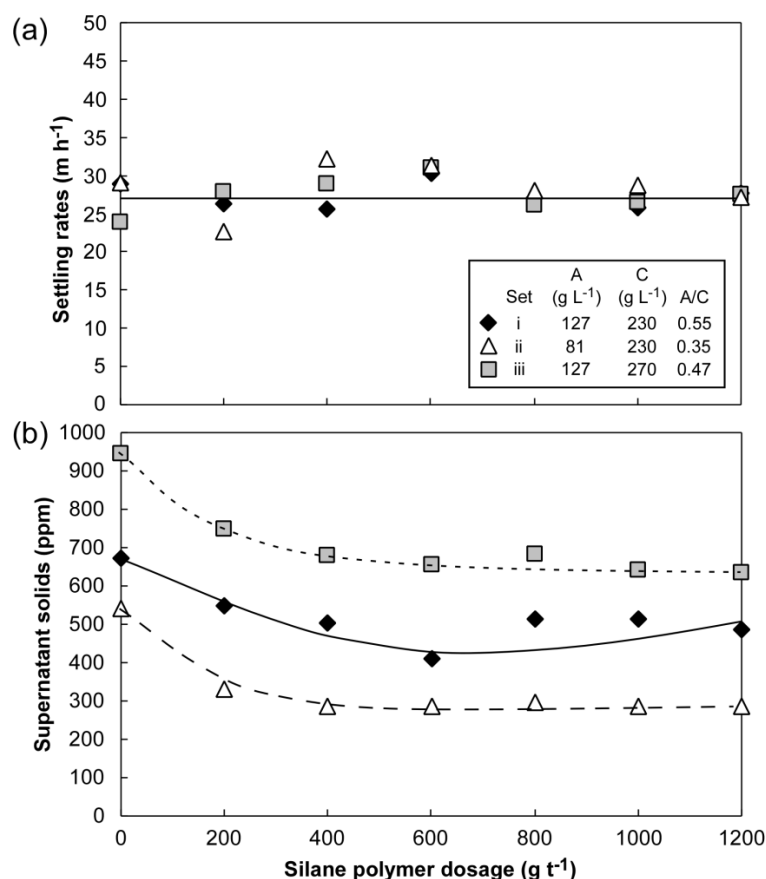 (a)
50
45
40
35
30
25
20
15
10
5
0
Settling rates (m h⁻¹)
A C
Set (g L⁻¹) (g L⁻¹) A/C
i 127 230 0.55
ii 81 230 0.35
iii 127 270 0.47
(b)
1000
900
800
700
600
500
400
300
200
100
0
Supernatant solids (ppm)
0 200 400 600 800 1000 1200
Silane polymer dosage (g t⁻¹)